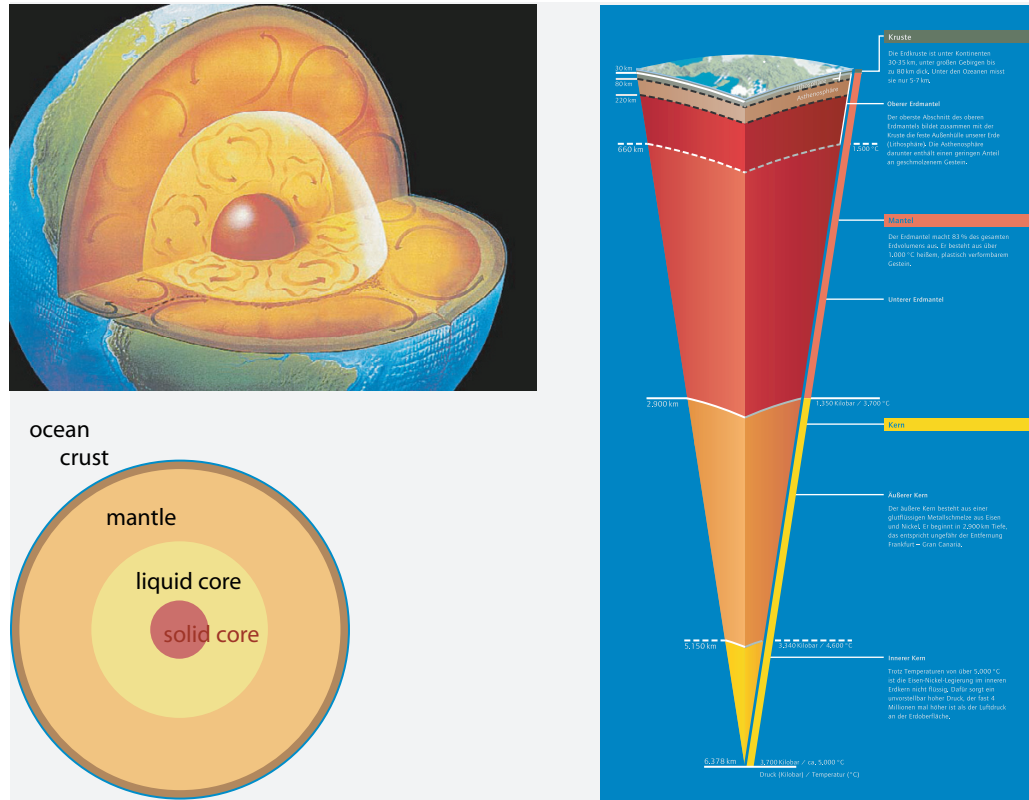 ocean
crust
mantle
liquid core
solid core
30 km
80 km
220 km
660 km
Asthenosphäre
1.500 °C
2.900 km
1.350 Kilobar / 3.700 °C
5.150 km
3.340 Kilobar / 4.600 °C
6.378 km
3.700 Kilobar / ca. 5.000 °C
Druck (Kilobar) / Temperatur (°C)
Kruste
Die Erdkruste ist unter Kontinenten
30-35 km, unter großen Gebirgen bis
zu 80 km dick. Unter den Ozeanen misst
sie nur 5-7 km.
Oberer Erdmantel
Der oberste Abschnitt des oberen
Erdmantels bildet zusammen mit der
Kruste die feste Außenhülle unserer Erde
(Lithosphäre). Die Asthenosphäre
darunter enthält einen geringen Anteil
an geschmolzenem Gestein.
Mantel
Der Erdmantel macht 83 % des gesamten
Erdvolumens aus. Er besteht aus über
1.000 °C heißem, plastisch verformbarem
Gestein.
Unterer Erdmantel
Kern
Äußerer Kern
Der äußere Kern besteht aus einer
glutflüssigen Metallschmelze aus Eisen
und Nickel. Er beginnt in 2.900 km Tiefe,
das entspricht ungefähr der Entfernung
Frankfurt – Gran Canaria.
Innerer Kern
Trotz Temperaturen von über 5.000 °C
ist die Eisen-Nickel-Legierung im inneren
Erdkern nicht flüssig. Dafür sorgt ein
unvorstellbar hoher Druck, der fast 4
Millionen mal höher ist als der Luftdruck
an der Erdoberfläche.